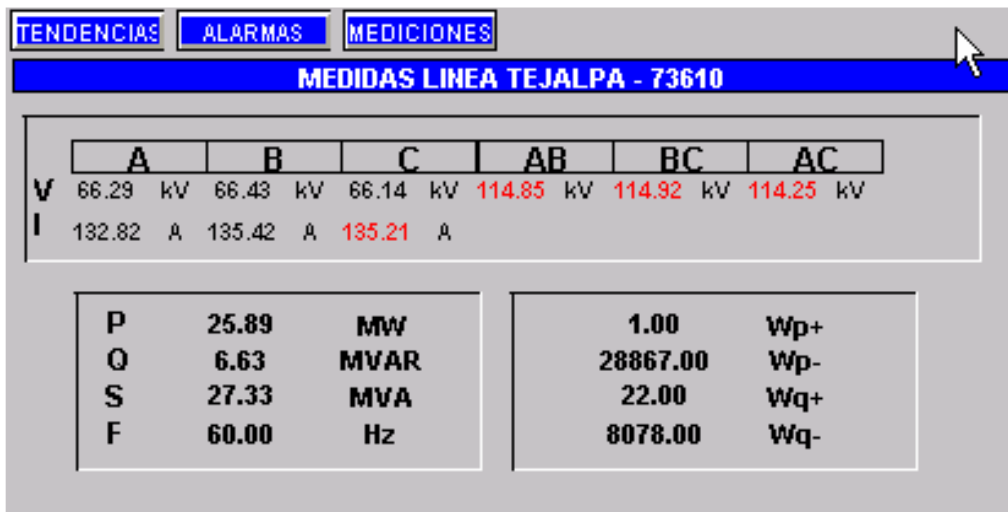 TENDENCIAS ALARMAS MEDICIONES
MEDIDAS LINEA TEJALPA - 73610
A B C AB BC AC
V 66.29 kV 66.43 kV 66.14 kV 114.85 kV 114.92 kV 114.25 kV
I 132.82 A 135.42 A 135.21 A
P 25.89 MW 1.00 Wp+
Q 6.63 MVAR 28867.00 Wp-
S 27.33 MVA 22.00 Wq+
F 60.00 Hz 8078.00 Wq-